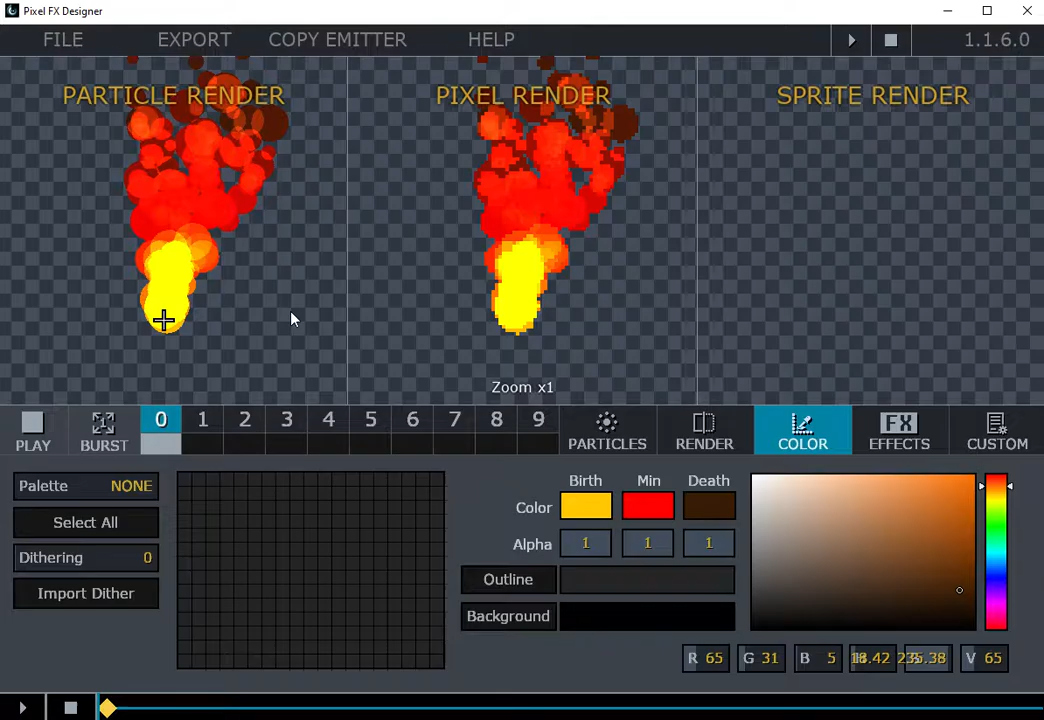 Pixel FX Designer
FILE EXPORT COPY EMITTER HELP 1.1.6.0
PARTICLE RENDER PIXEL RENDER SPRITE RENDER
Zoom x1
PLAY BURST 0 1 2 3 4 5 6 7 8 9 PARTICLES RENDER COLOR FX EFFECTS CUSTOM
Palette NONE
Select All
Dithering 0
Import Dither
Birth Min Death
Color
Alpha 1 1 1
Outline
Background
R 65 G 31 B 5 V 65